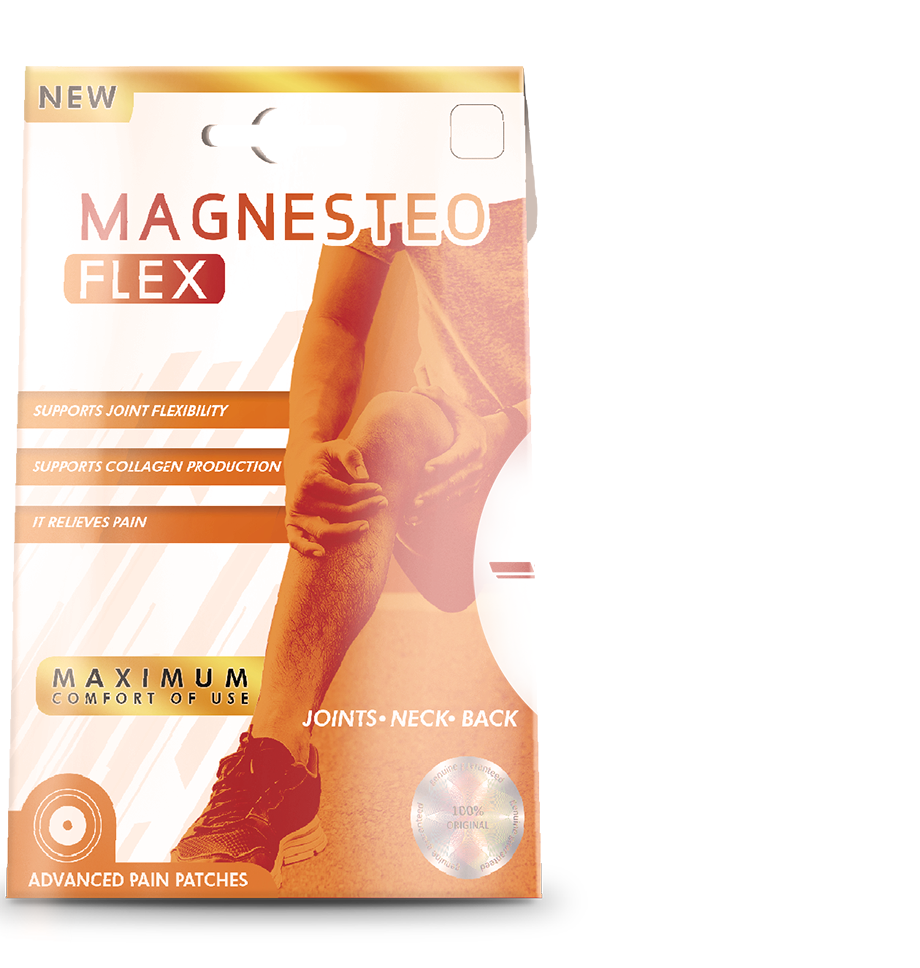 NEW
MAGNESTEO
FLEX
SUPPORTS JOINT FLEXIBILITY
SUPPORTS COLLAGEN PRODUCTION
IT RELIEVES PAIN
MAXIMUM
COMFORT OF USE
JOINTS• NECK• BACK
100%
ORIGINAL
ADVANCED PAIN PATCHES